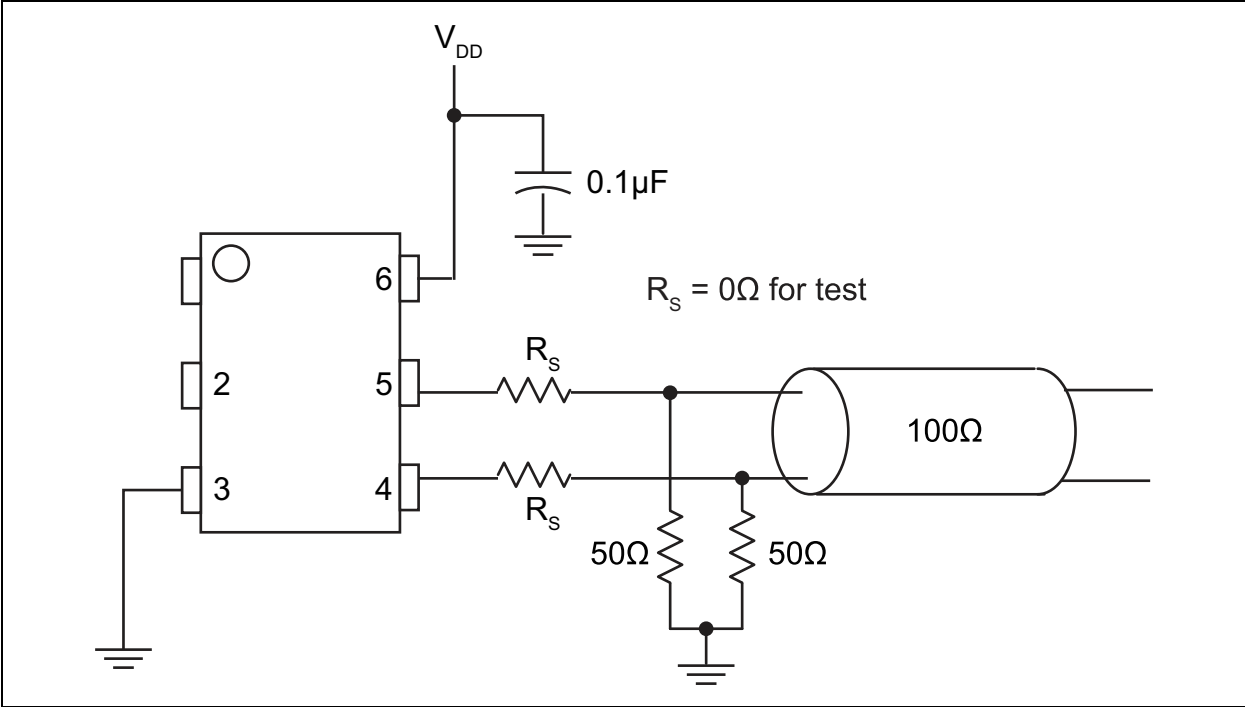 V_DD
0.1µF
6
R_S = 0Ω for test
R_S
2
5
100Ω
3
4
R_S
50Ω
50Ω